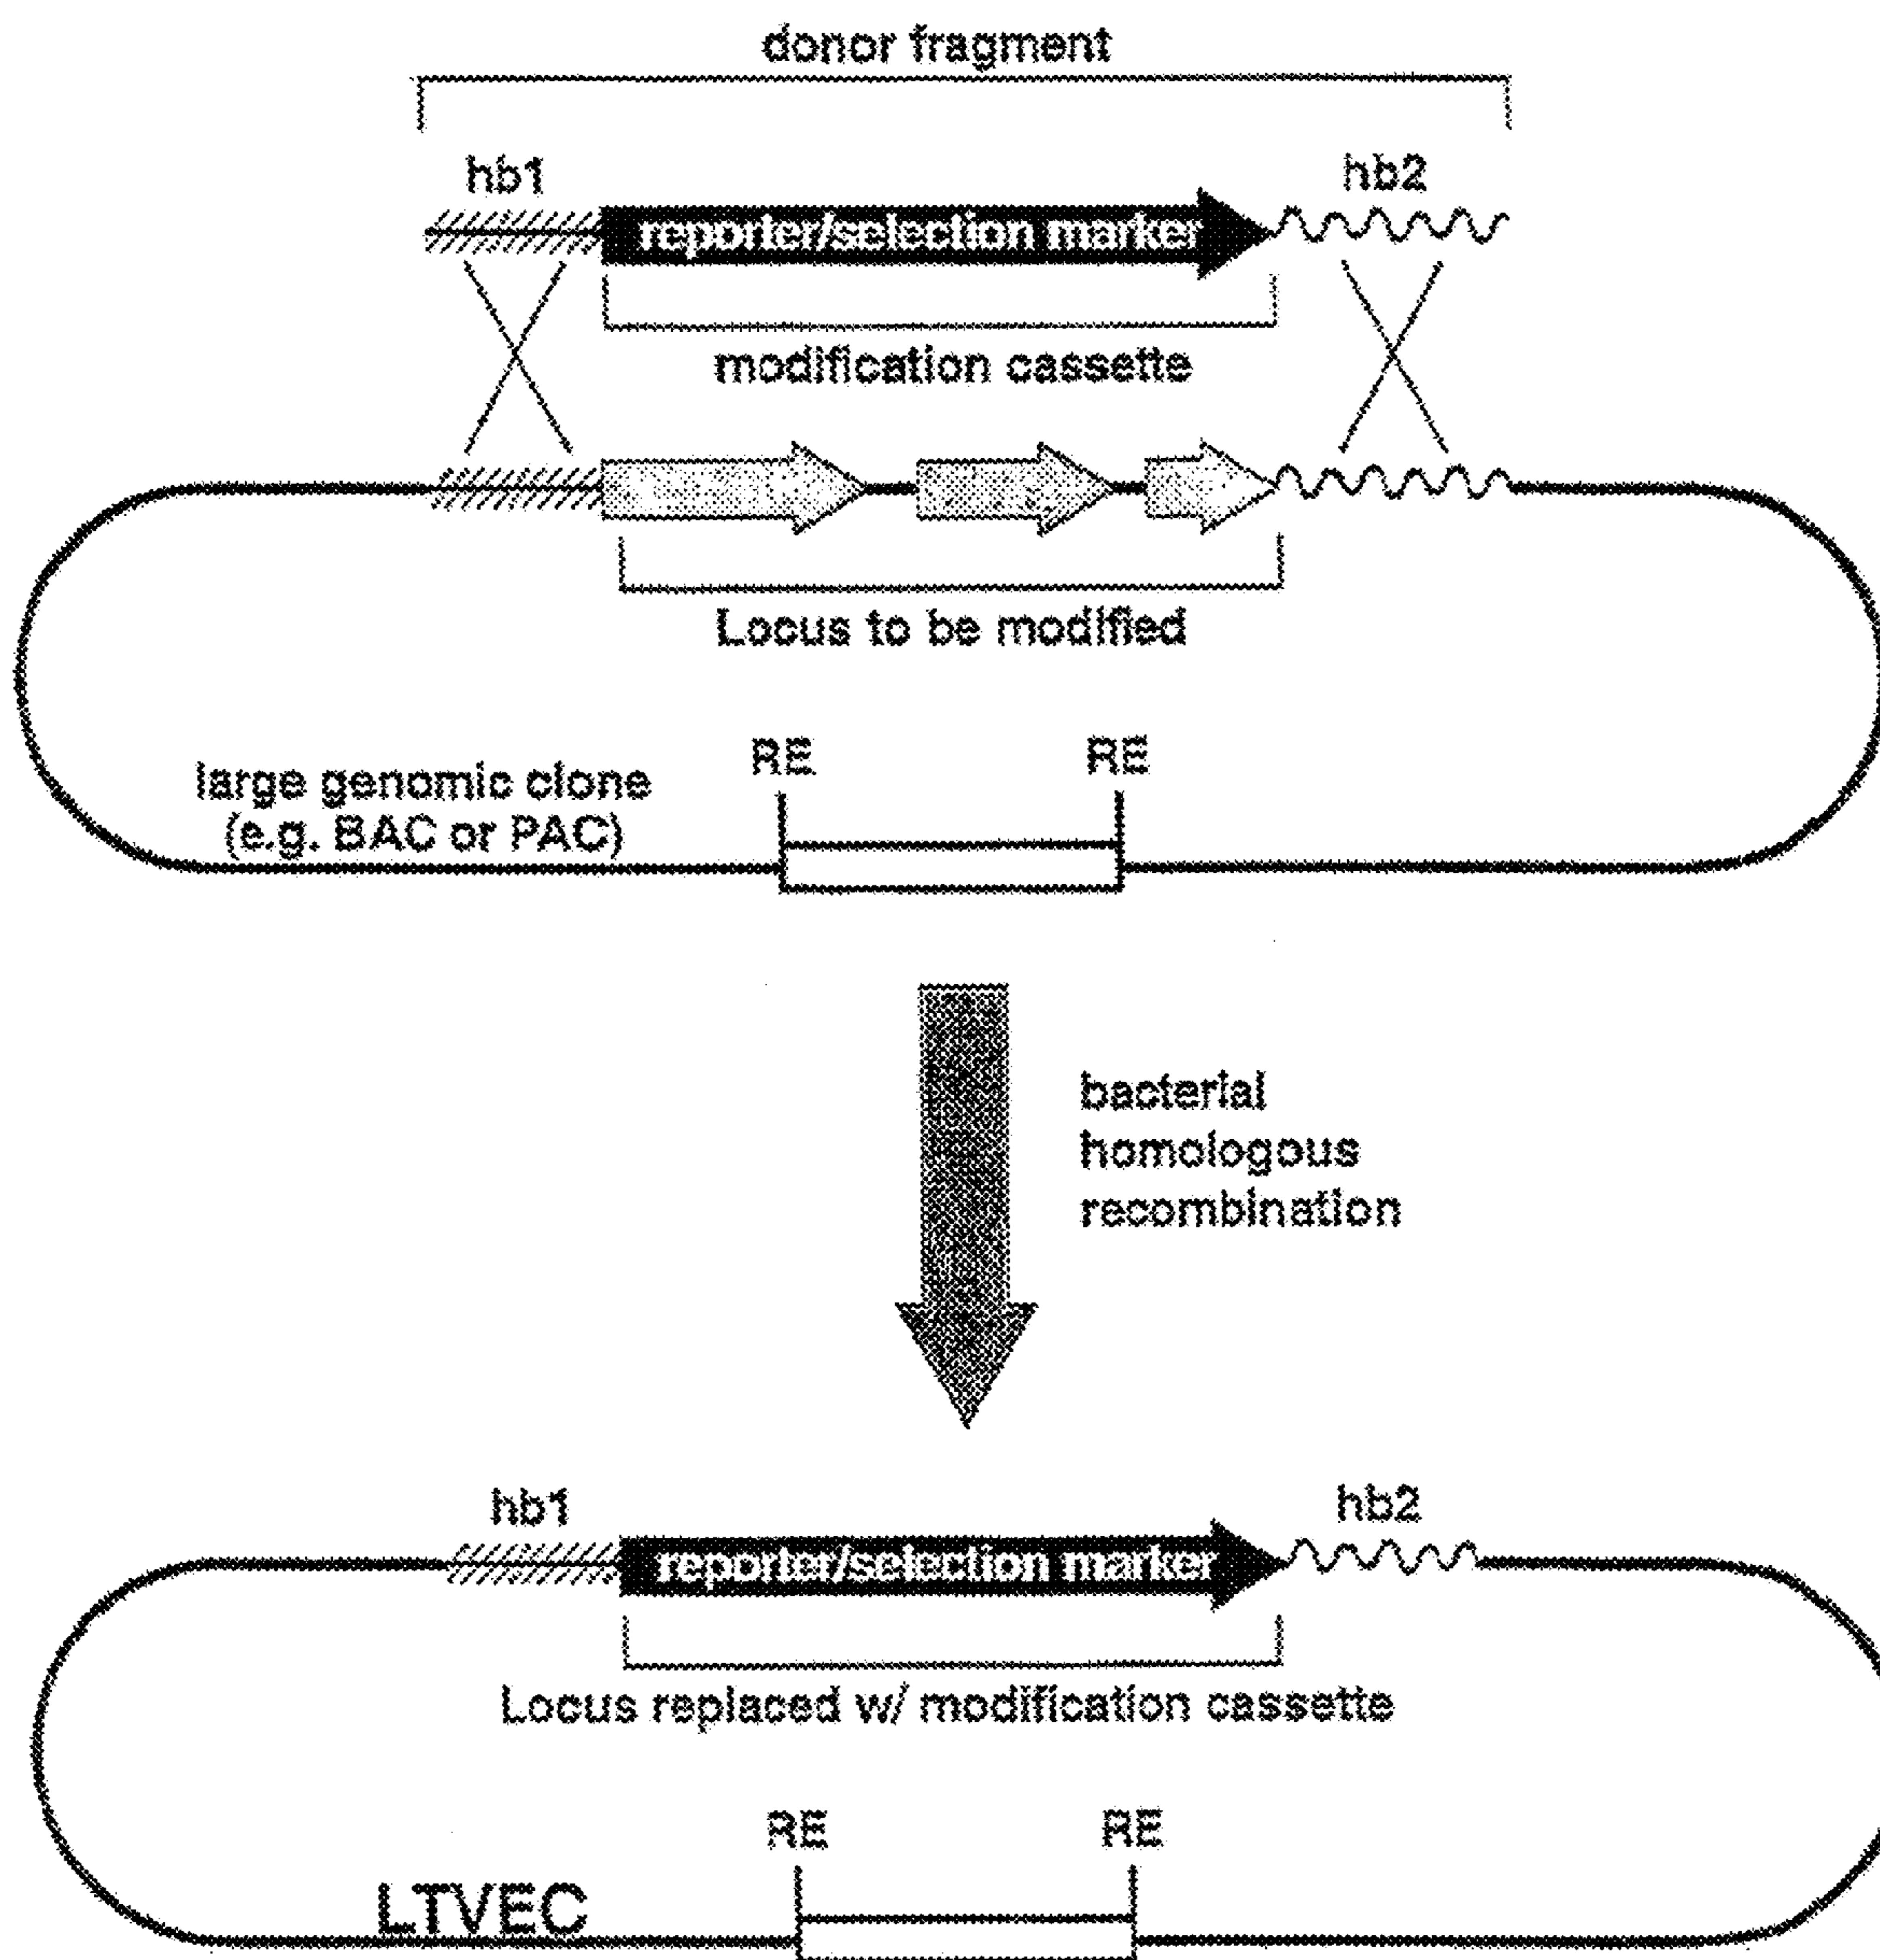 donor fragment
hb1
hb2
reporter/selection marker
modification cassette
Locus to be modified
RE
RE
large genomic clone
(e.g. BAC or PAC)
bacterial
homologous
recombination
hb1
hb2
reporter/selection marker
Locus replaced w/ modification cassette
RE
RE
LTVEC